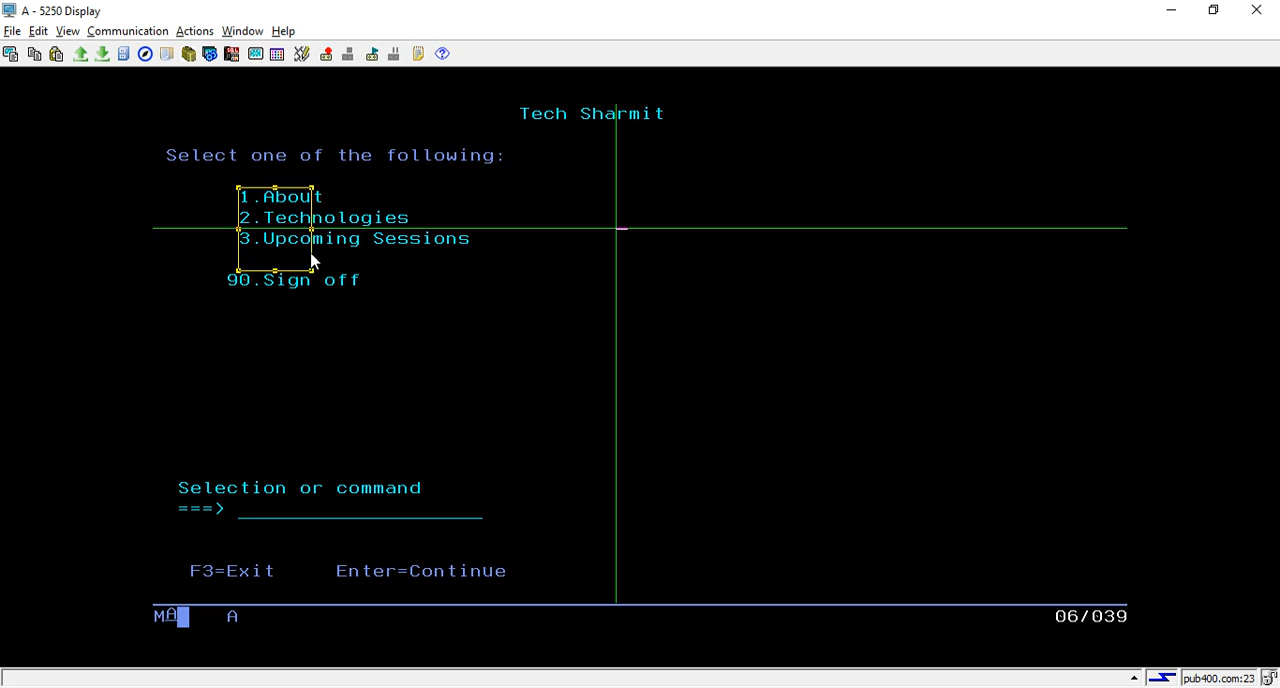 A - 5250 Display
File Edit View Communication Actions Window Help
Tech Sharmit
Select one of the following:
1.About
2.Technologies
3.Upcoming Sessions
90.Sign off
Selection or command
===>
F3=Exit Enter=Continue
MA A 06/039
pub400.com:23